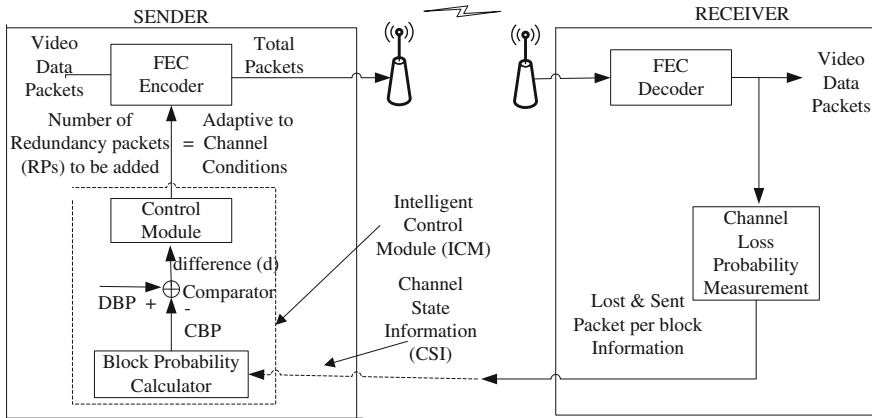 SENDER
RECEIVER
Video
Data
Packets
FEC
Encoder
Total
Packets
FEC
Decoder
Video
Data
Packets
Number of
Redundancy packets
(RPs) to be added
=
Adaptive to
Channel
Conditions
Control
Module
Intelligent
Control
Module (ICM)
Channel
Loss
Probability
Measurement
difference (d)
DBP +
Comparator
-
CBP
Channel
State
Information
(CSI)
Lost & Sent
Packet per block
Information
Block Probability
Calculator